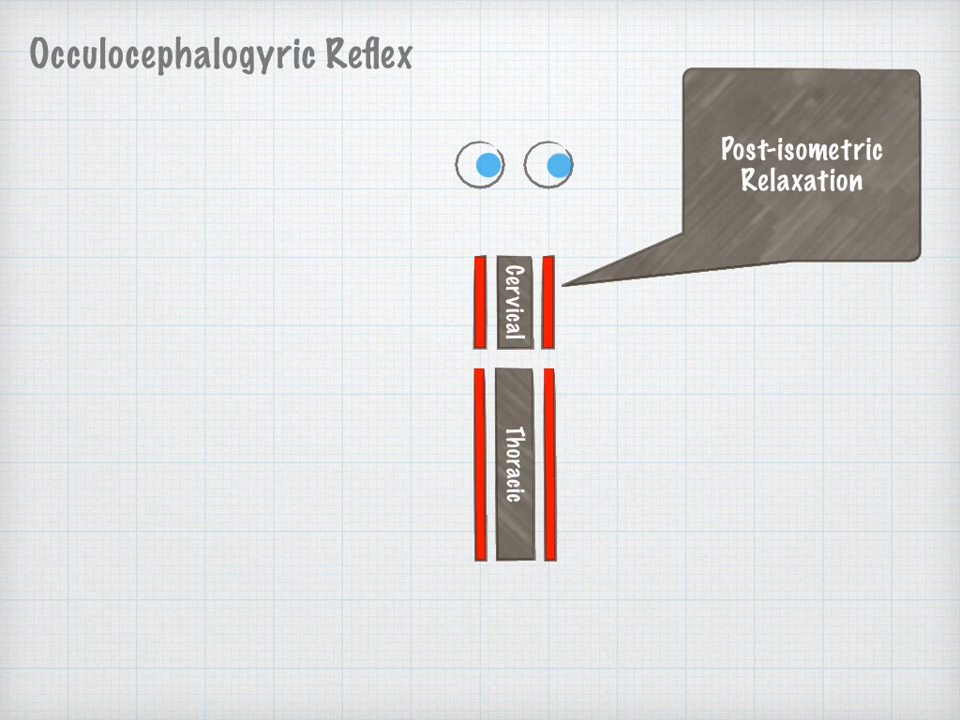 Occulocephalogyric Reflex
Post-isometric
Relaxation
Cervical
Thoracic